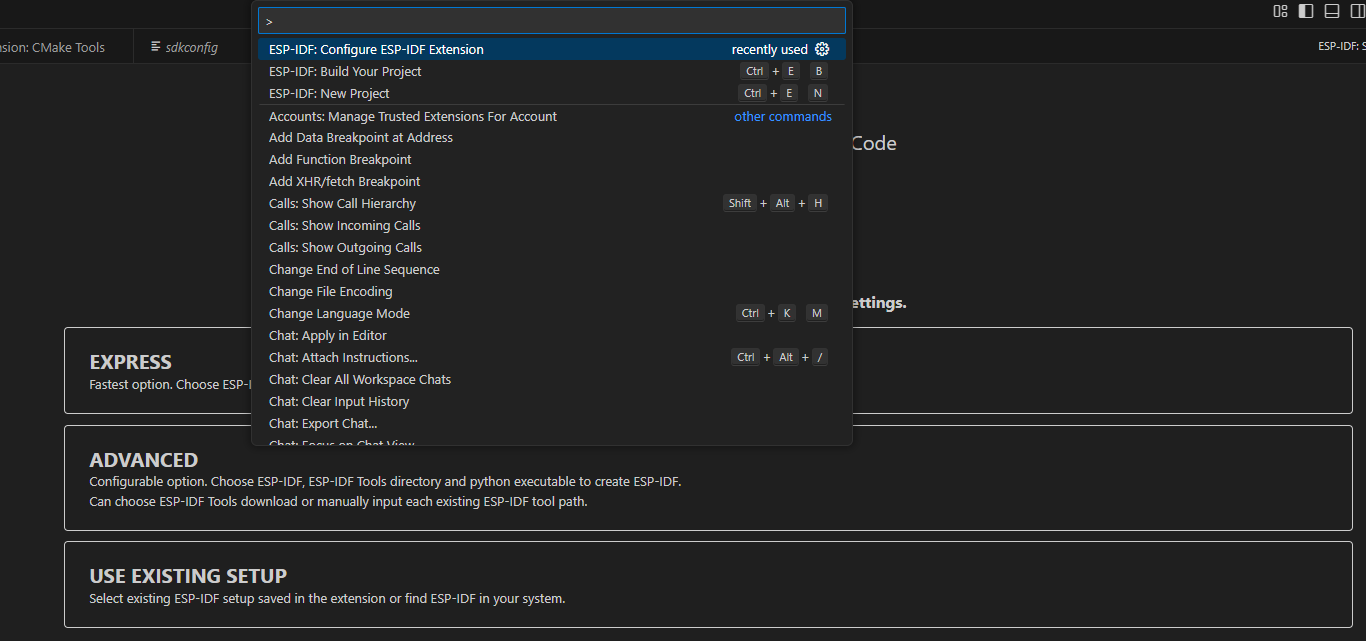 >
sion: CMake Tools
sdkconfig
ESP-IDF: S
ESP-IDF: Configure ESP-IDF Extension recently used
ESP-IDF: Build Your Project Ctrl + E B
ESP-IDF: New Project Ctrl + E N
Accounts: Manage Trusted Extensions For Account other commands
Add Data Breakpoint at Address
Add Function Breakpoint
Code
Add XHR/fetch Breakpoint
Calls: Show Call Hierarchy Shift + Alt + H
Calls: Show Incoming Calls
Calls: Show Outgoing Calls
Change End of Line Sequence
Change File Encoding
ettings.
Change Language Mode Ctrl + K M
Chat: Apply in Editor
Chat: Attach Instructions... Ctrl + Alt + /
Chat: Clear All Workspace Chats
Chat: Clear Input History
Chat: Export Chat...
Chat: Focus on Chat View
EXPRESS
Fastest option. Choose ESP-I
ADVANCED
Configurable option. Choose ESP-IDF, ESP-IDF Tools directory and python executable to create ESP-IDF.
Can choose ESP-IDF Tools download or manually input each existing ESP-IDF tool path.
USE EXISTING SETUP
Select existing ESP-IDF setup saved in the extension or find ESP-IDF in your system.